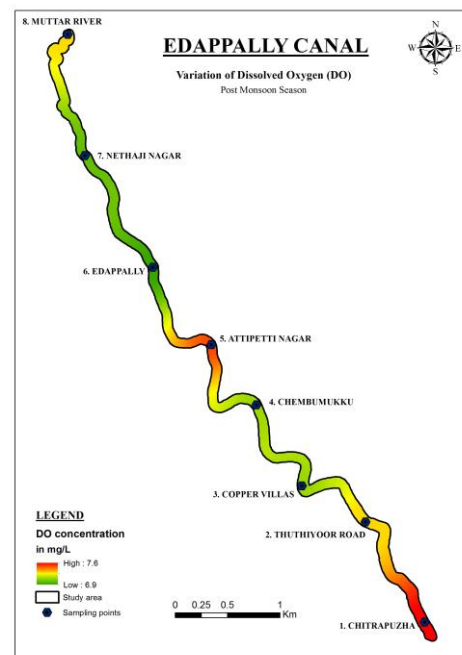 8. MUTTAR RIVER
EDAPPALLY CANAL
N
W E
S
Variation of Dissolved Oxygen (DO)
Post Monsoon Season
7. NETHAJI NAGAR
6. EDAPPALLY
5. ATTIPETTI NAGAR
4. CHEMBUMUKKU
3. COPPER VILLAS
2. THUTHIYOOR ROAD
1. CHITRAPUZHA
LEGEND
DO concentration
in mg/L
High : 7.6
Low : 6.9
Study area
Sampling points
0 0.25 0.5 1
Km